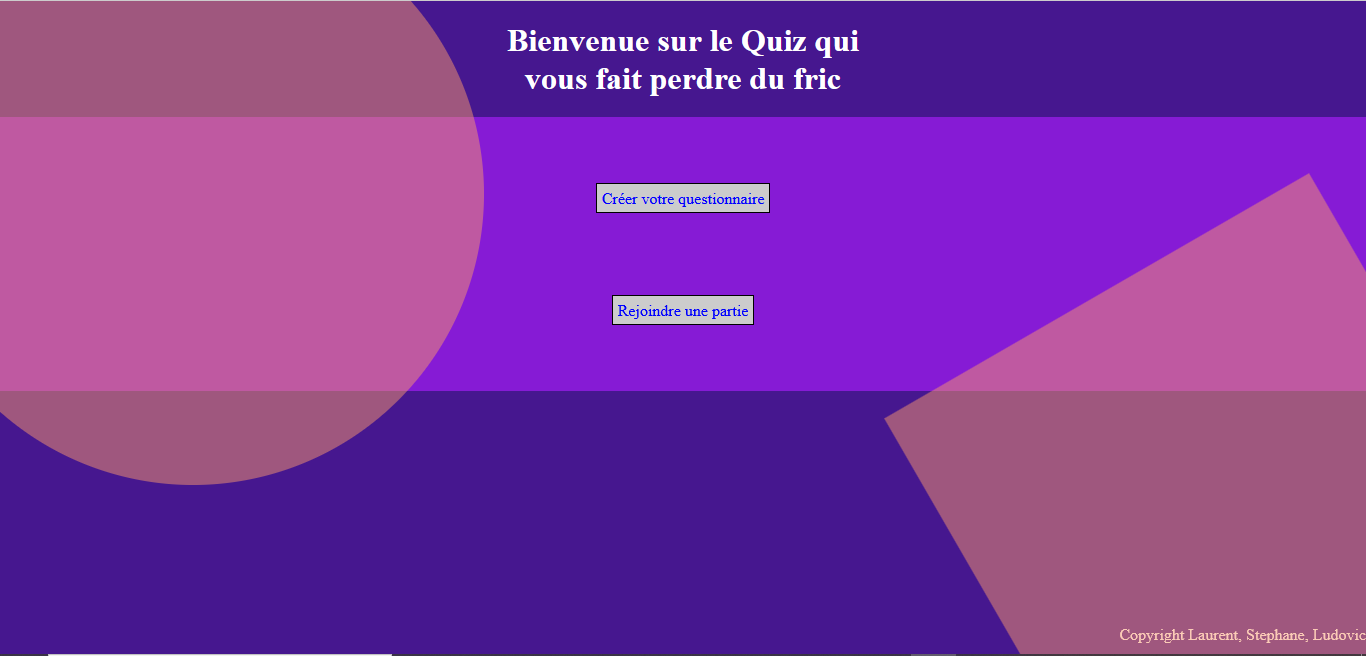 Bienvenue sur le Quiz qui
vous fait perdre du fric
Créer votre questionnaire
Rejoindre une partie
Copyright Laurent, Stephane, Ludovic